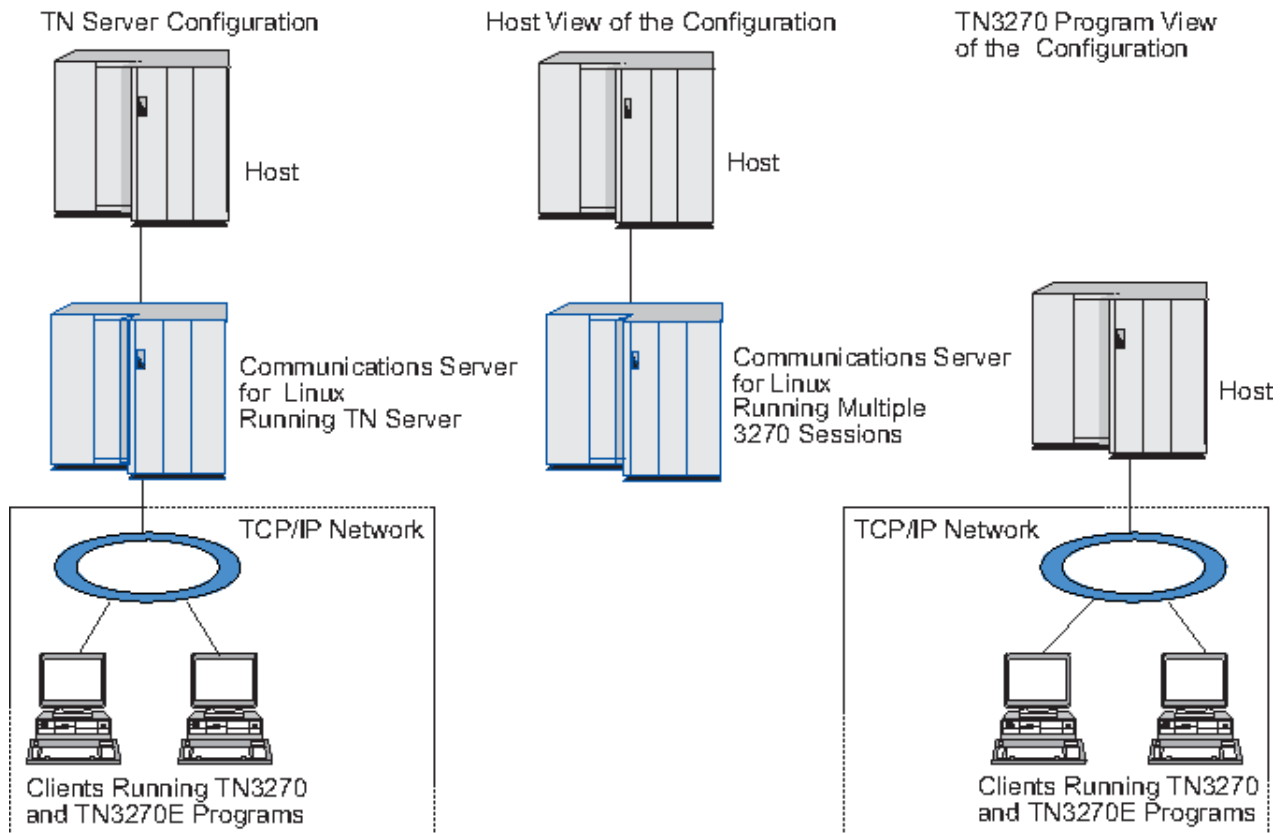 TN Server Configuration
Host
Communications Server
for Linux
Running TN Server
TCP/IP Network
Clients Running TN3270
and TN3270E Programs
Host View of the Configuration
Host
Communications Server
for Linux
Running Multiple
3270 Sessions
TN3270 Program View
of the Configuration
Host
TCP/IP Network
Clients Running TN3270
and TN3270E Programs